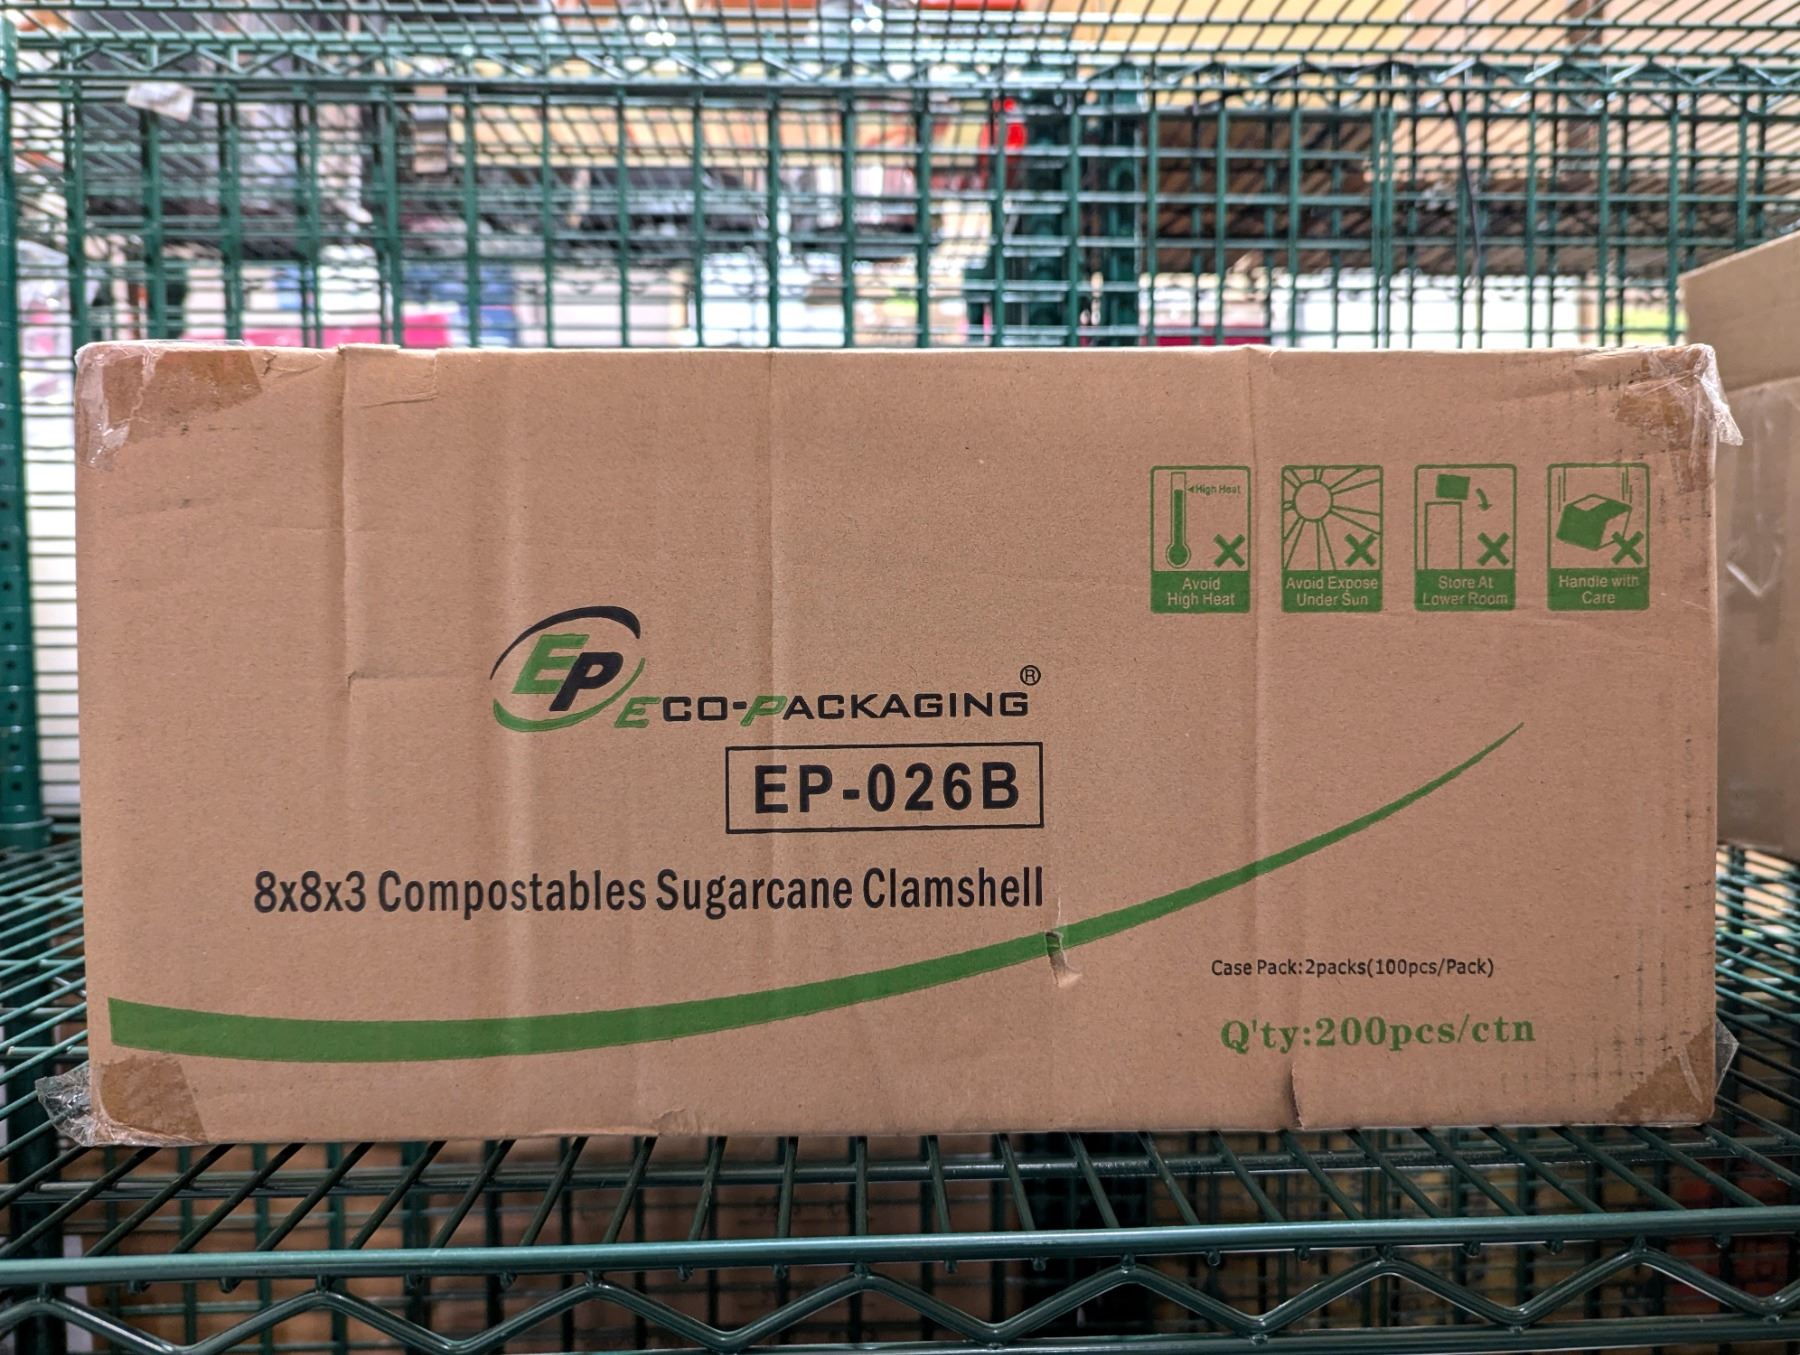 High Heat
Avoid
High Heat
Avoid Expose
Under Sun
Store At
Lower Room
Handle with
Care
EP
ECO-PACKAGING®
EP-026B
8x8x3 Compostables Sugarcane Clamshell
Case Pack:2packs(100pcs/Pack)
Q'ty:200pcs/ctn